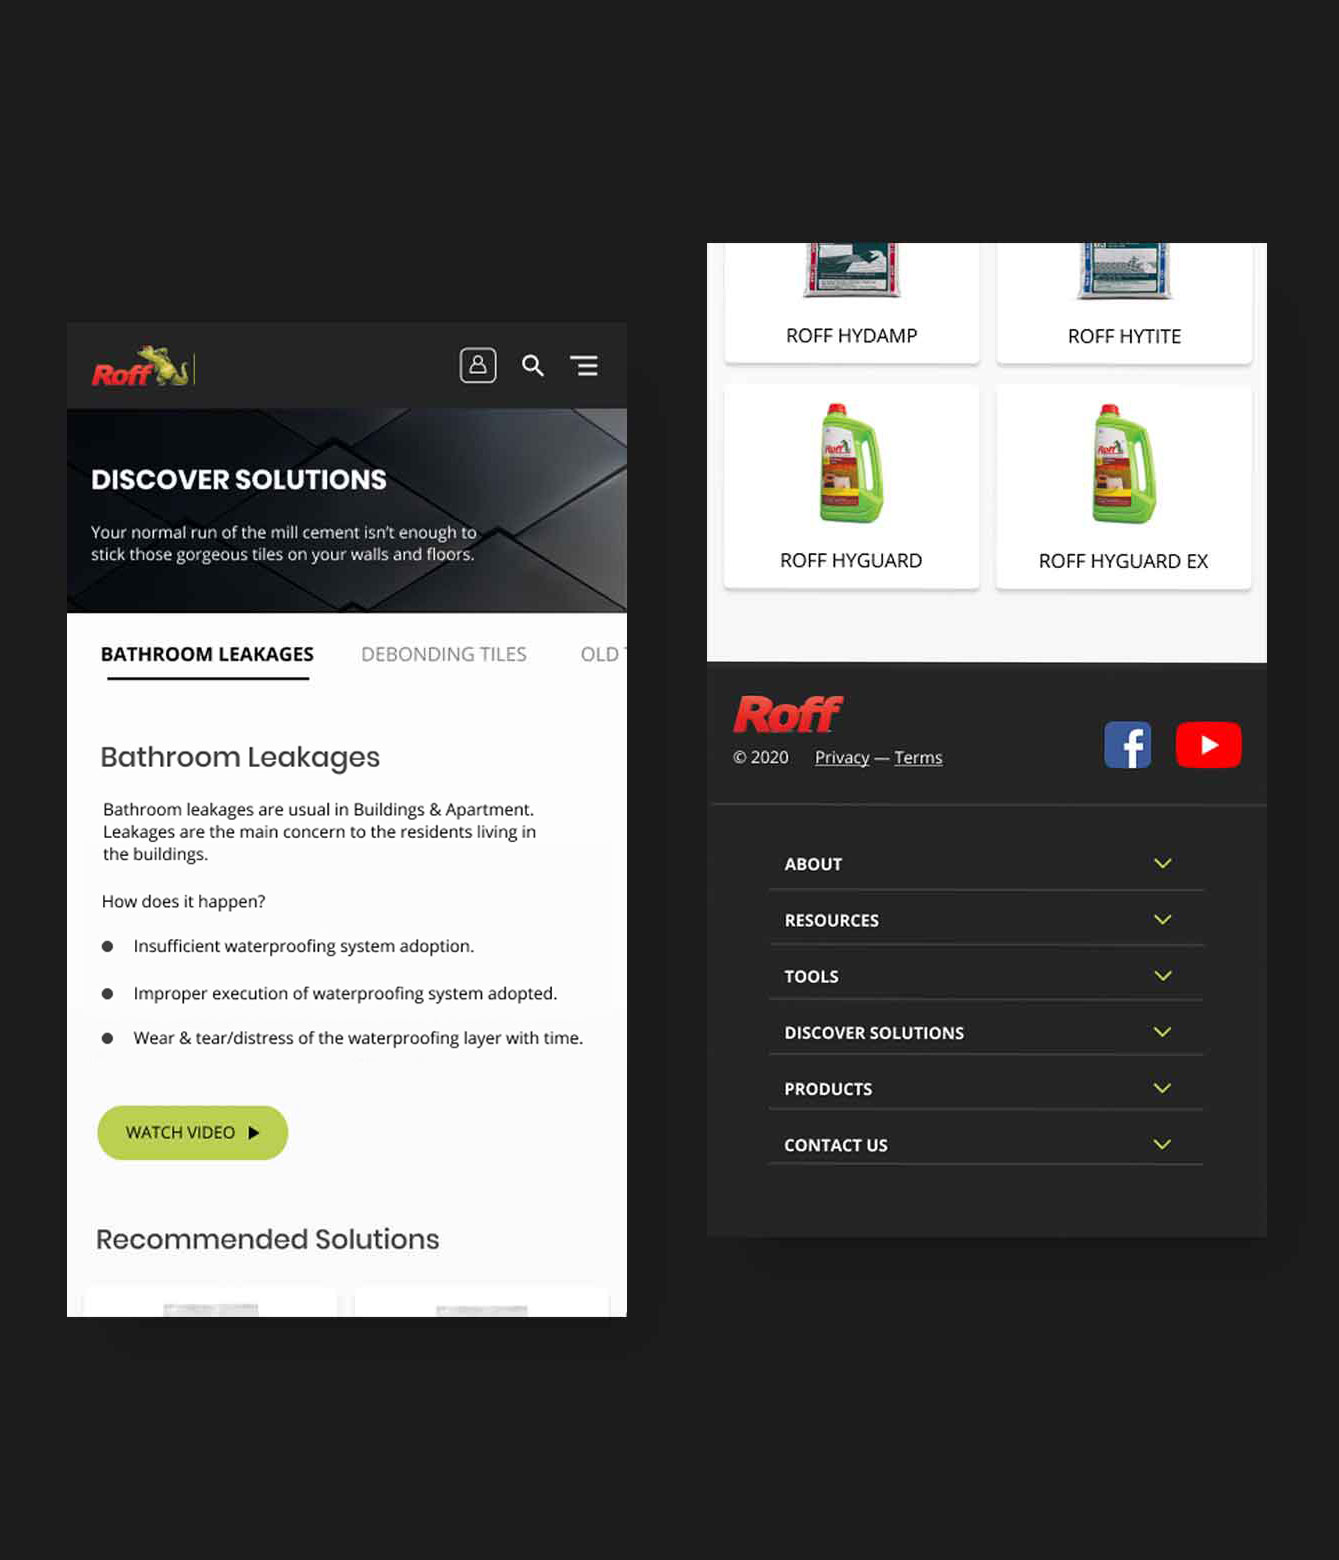 Roff
DISCOVER SOLUTIONS
Your normal run of the mill cement isn't enough to
stick those gorgeous tiles on your walls and floors.
BATHROOM LEAKAGES DEBONDING TILES OLD
Bathroom Leakages
Bathroom leakages are usual in Buildings & Apartment.
Leakages are the main concern to the residents living in
the buildings.
How does it happen?
Insufficient waterproofing system adoption.
Improper execution of waterproofing system adopted.
Wear & tear/distress of the waterproofing layer with time.
WATCH VIDEO
Recommended Solutions
ROFF HYDAMP
ROFF HYTITE
Roff
ROFF HYGUARD
Roff
ROFF HYGUARD EX
Roff
© 2020 Privacy — Terms
ABOUT
RESOURCES
TOOLS
DISCOVER SOLUTIONS
PRODUCTS
CONTACT US